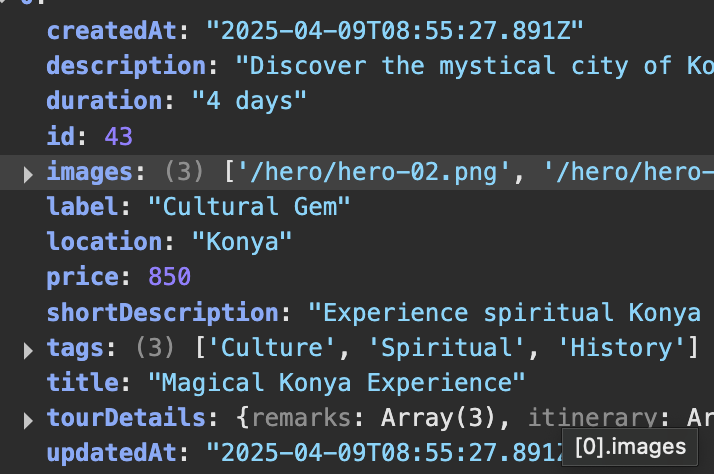 createdAt: "2025-04-09T08:55:27.891Z"
description: "Discover the mystical city of Ko
duration: "4 days"
id: 43
images: (3) ['/hero/hero-02.png', '/hero/hero-
label: "Cultural Gem"
location: "Konya"
price: 850
shortDescription: "Experience spiritual Konya
tags: (3) ['Culture', 'Spiritual', 'History']
title: "Magical Konya Experience"
tourDetails: {remarks: Array(3), itinerary: Ar
updatedAt: "2025-04-09T08:55:27.891Z
[0].images